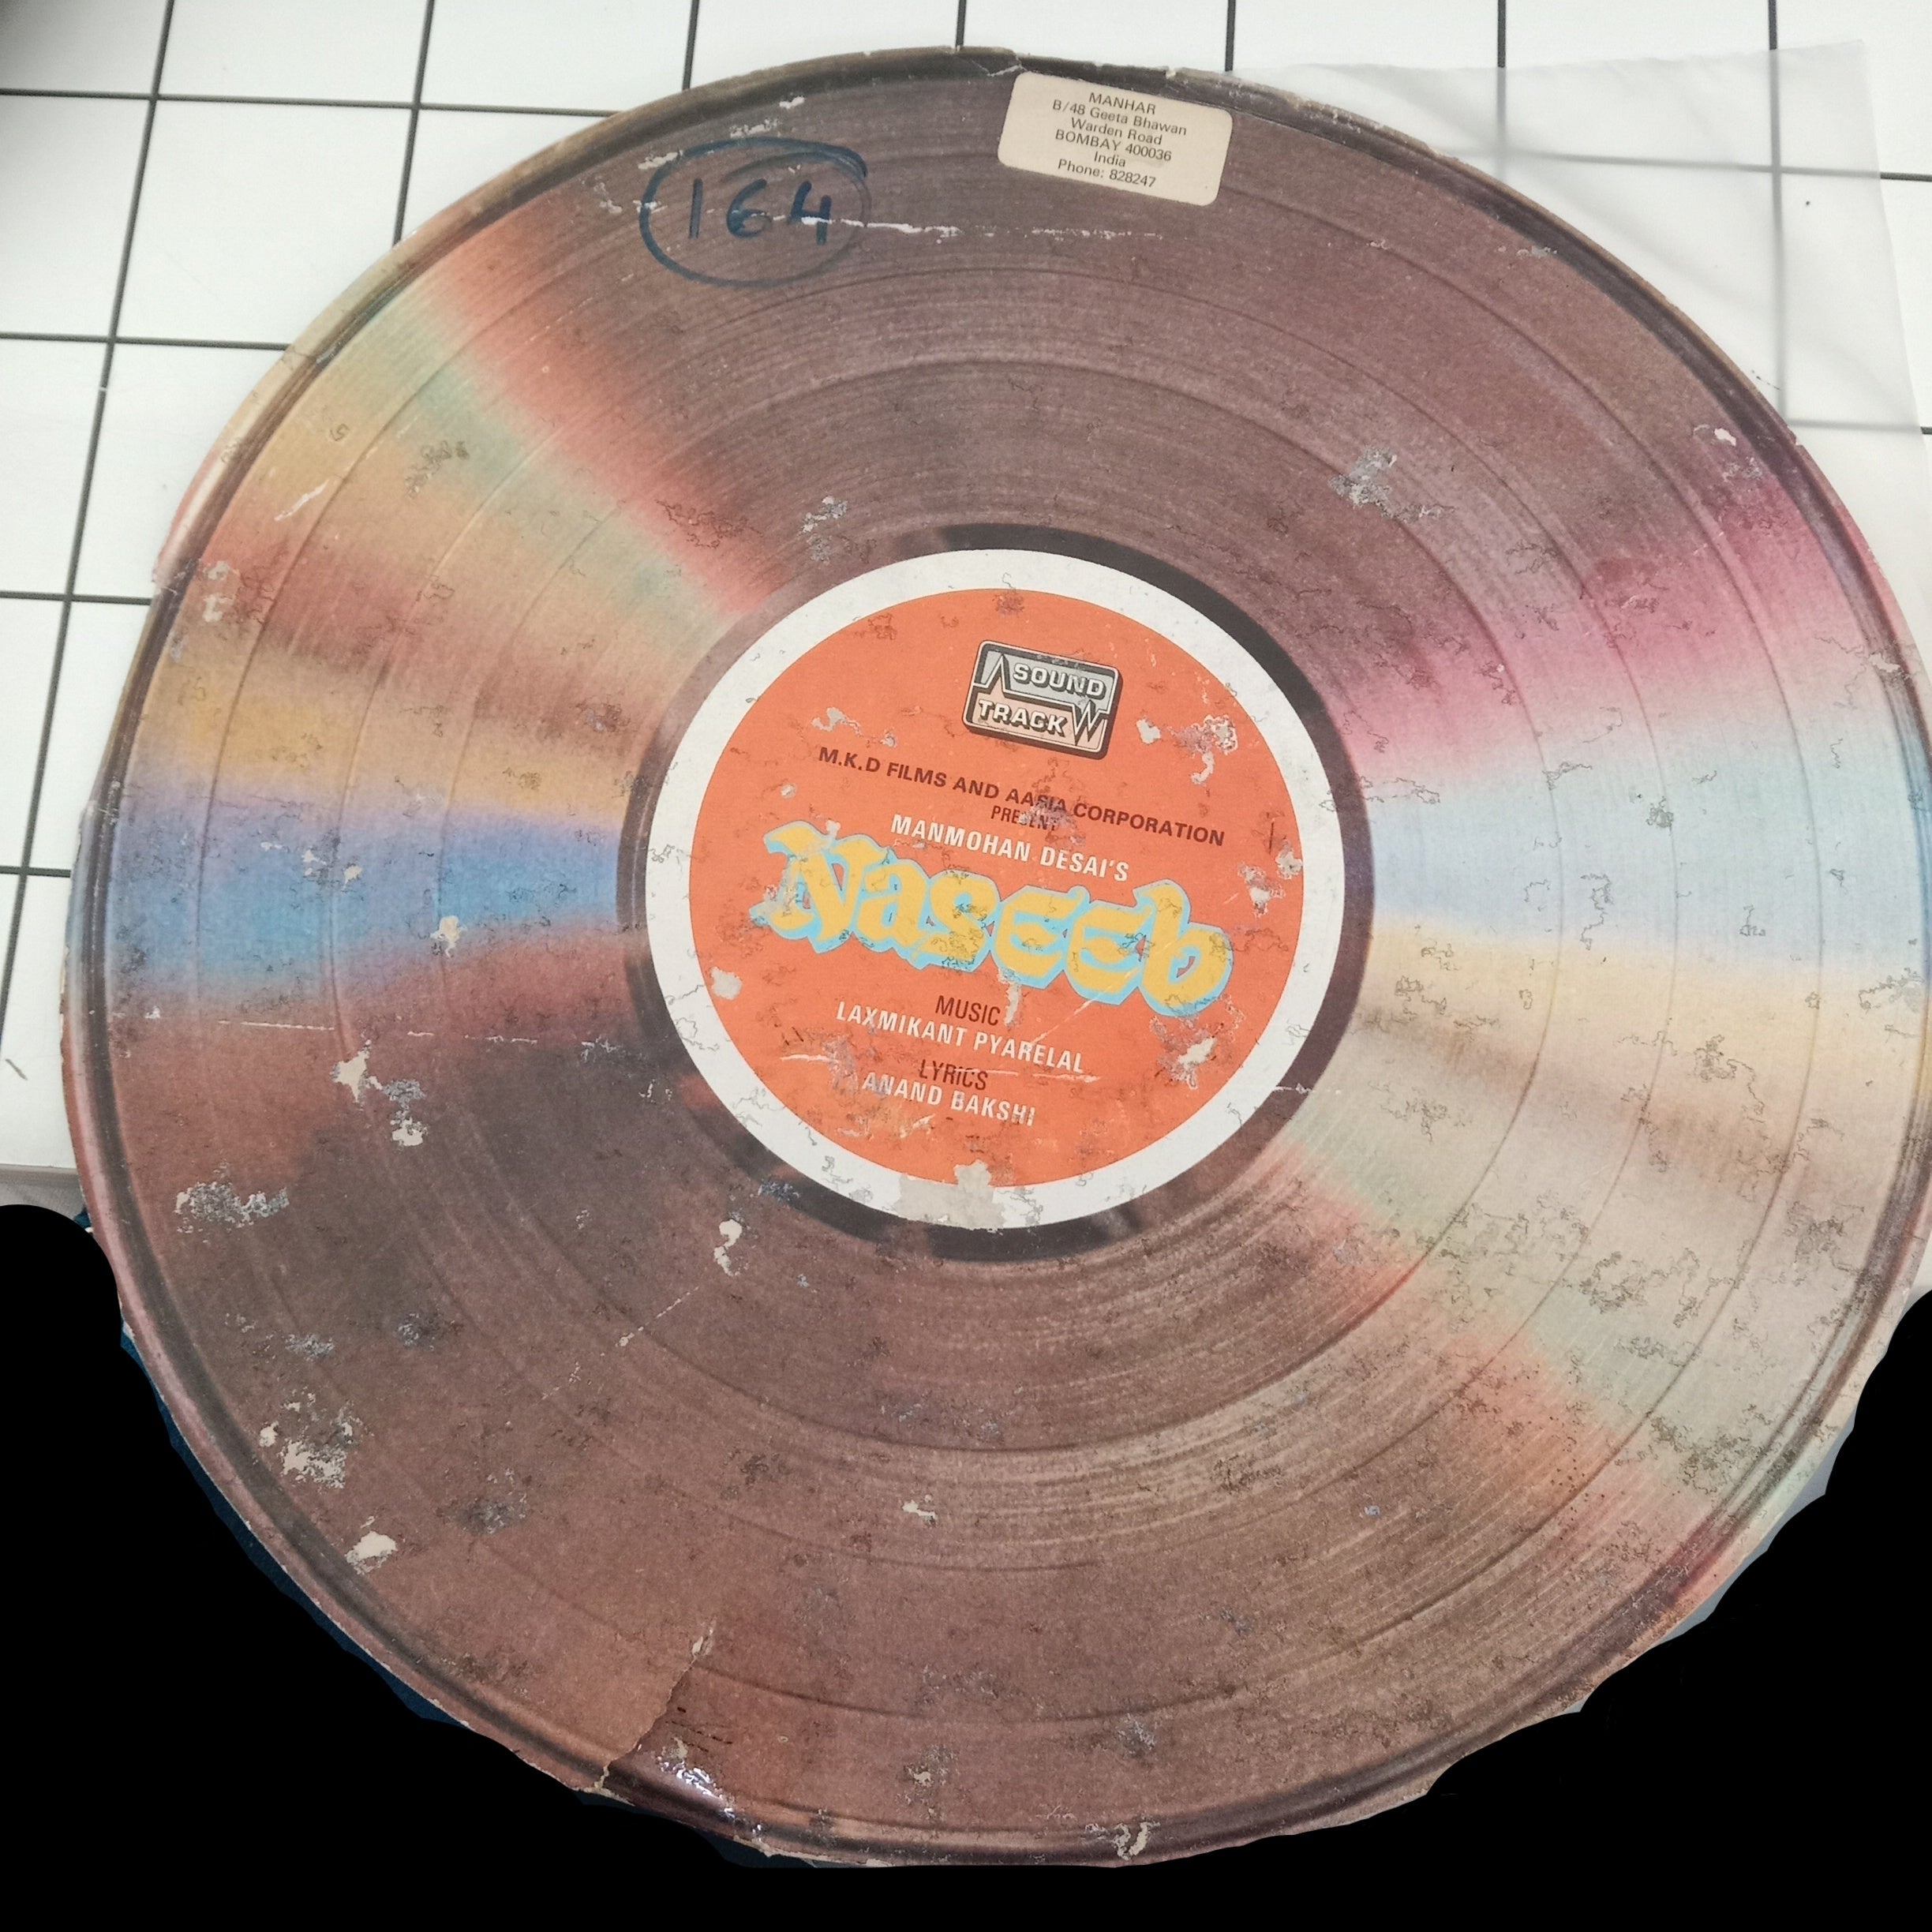 MANHAR
B/48 Geeta Bhawan
Warden Road
BOMBAY 400036
India
Phone: 828247
164
SOUND
TRACK
M.K.D FILMS AND AASIA CORPORATION
PRESENT
MANMOHAN DESAI'S
Naseeb
MUSIC
LAXMIKANT PYARELAL
LYRICS
ANAND BAKSHI